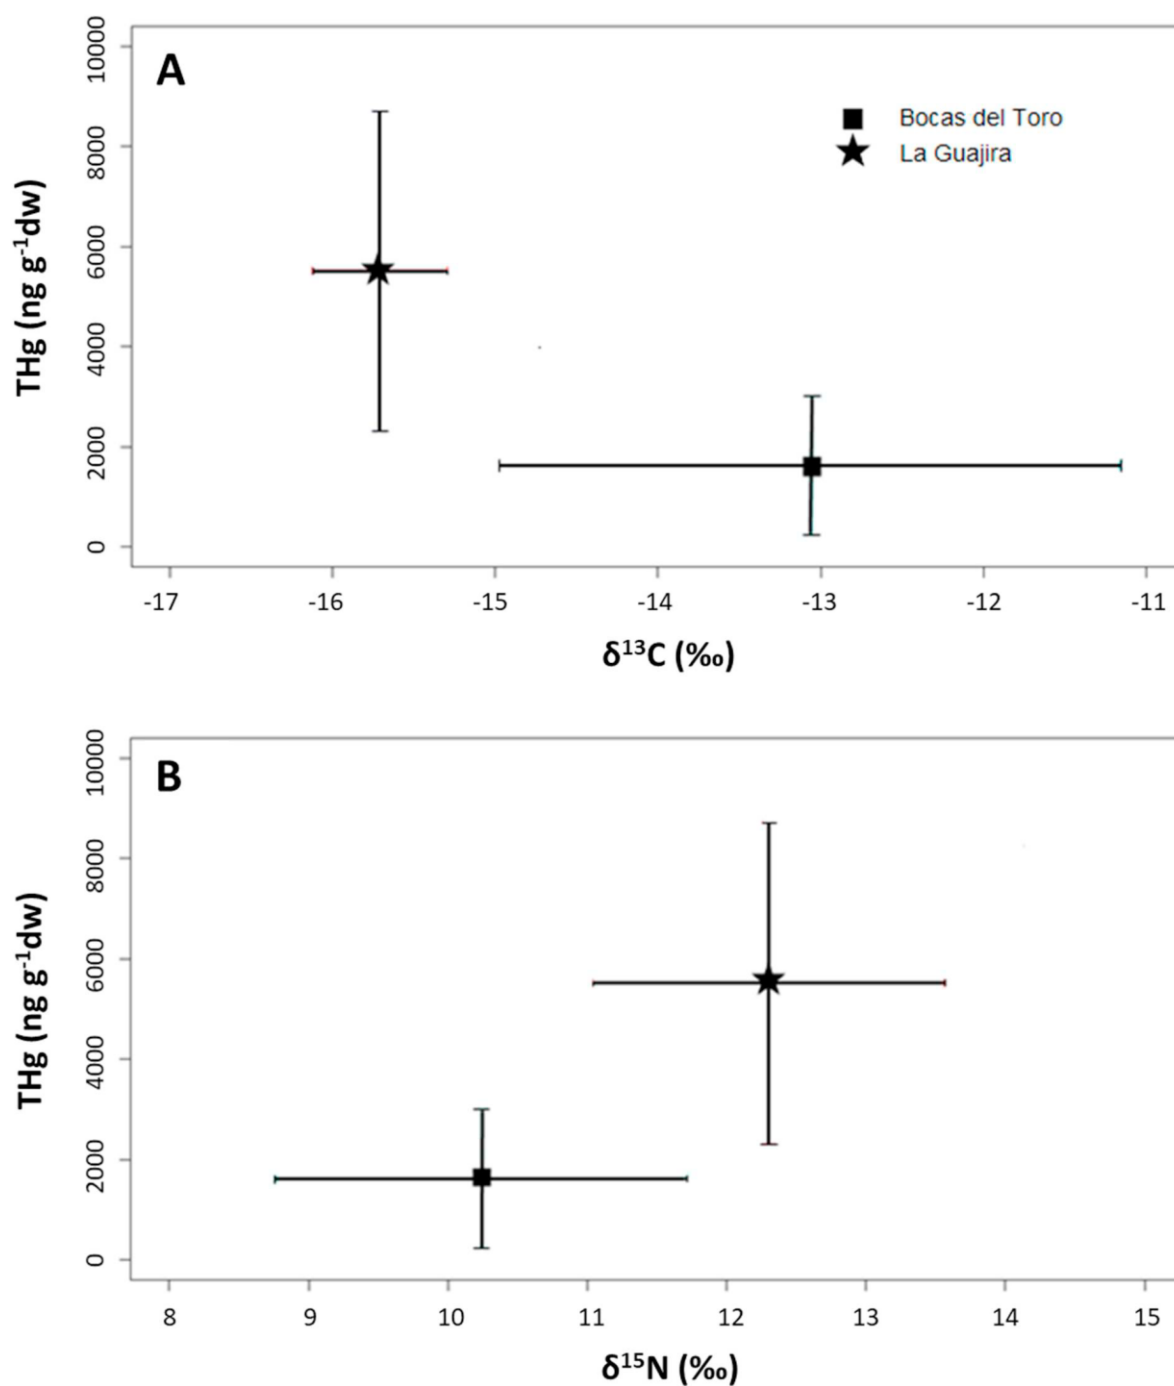 A
Bocas del Toro
La Guajira
THg (ng g⁻¹dw)
10000
8000
6000
4000
2000
0
-17 -16 -15 -14 -13 -12 -11
δ¹³C (‰)
B
THg (ng g⁻¹dw)
10000
8000
6000
4000
2000
0
8 9 10 11 12 13 14 15
δ¹⁵N (‰)